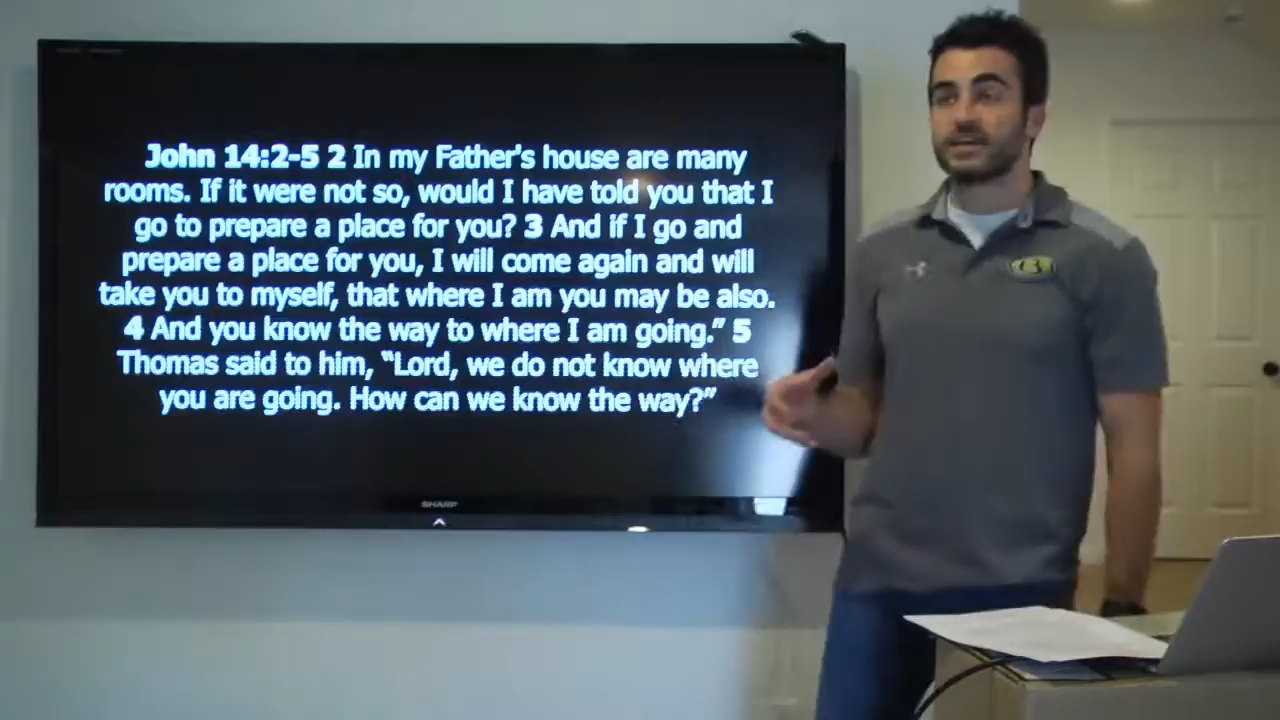 John 14:2-5 2 In my Father's house are many
rooms. If it were not so, would I have told you that I
go to prepare a place for you? 3 And if I go and
prepare a place for you, I will come again and will
take you to myself, that where I am you may be also.
4 And you know the way to where I am going.” 5
Thomas said to him, “Lord, we do not know where
you are going. How can we know the way?”
SHARP